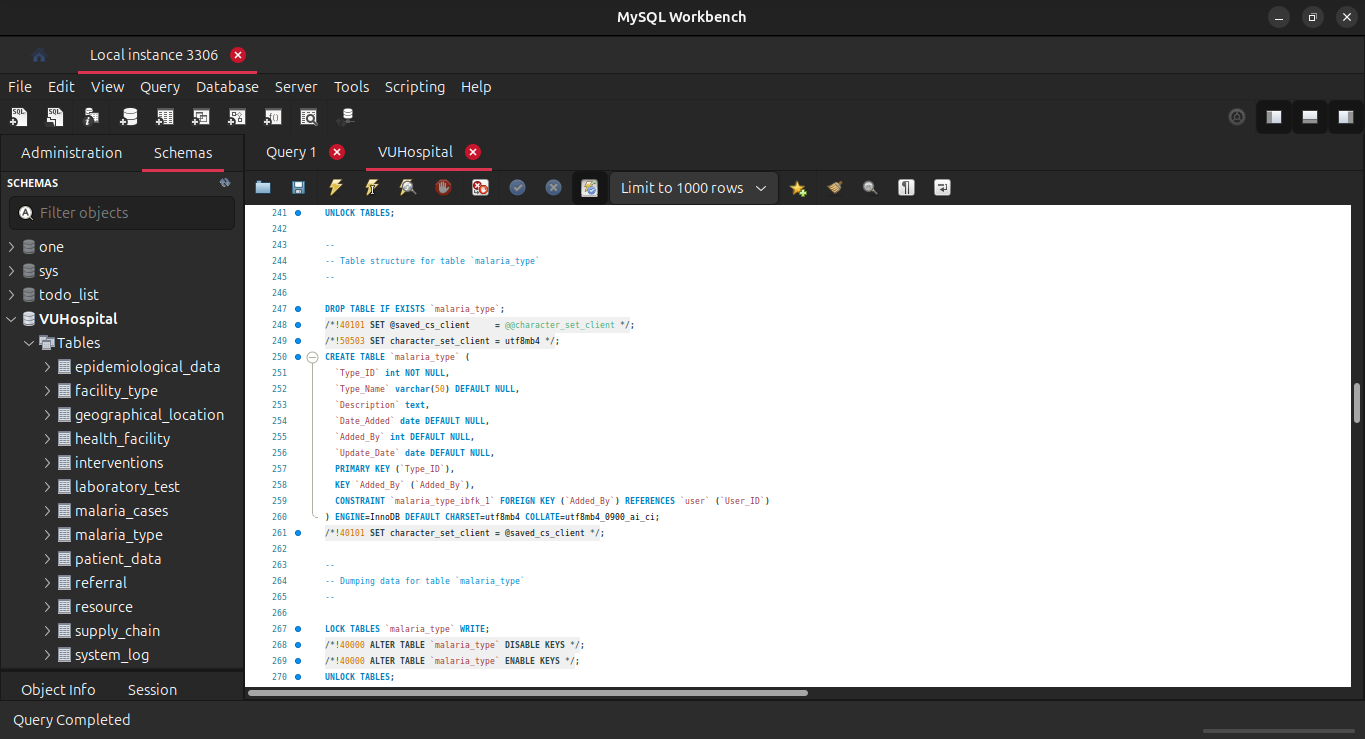 MySQL Workbench
Local instance 3306
File Edit View Query Database Server Tools Scripting Help
Administration Schemas
Query 1 VUHospital
SCHEMAS
Limit to 1000 rows
Filter objects
one
sys
todo_list
VUHospital
Tables
epidemiological_data
facility_type
geographical_location
health_facility
interventions
laboratory_test
malaria_cases
malaria_type
patient_data
referral
resource
supply_chain
system_log
Object Info Session
241 UNLOCK TABLES;
242
243 --
244 -- Table structure for table `malaria_type`
245 --
246
247 DROP TABLE IF EXISTS `malaria_type`;
248 /*!40101 SET @saved_cs_client     = @@character_set_client */;
249 /*!50503 SET character_set_client = utf8mb4 */;
250 CREATE TABLE `malaria_type` (
251 `Type_ID` int NOT NULL,
252 `Type_Name` varchar(50) DEFAULT NULL,
253 `Description` text,
254 `Date_Added` date DEFAULT NULL,
255 `Added_By` int DEFAULT NULL,
256 `Update_Date` date DEFAULT NULL,
257 PRIMARY KEY (`Type_ID`),
258 KEY `Added_By` (`Added_By`),
259 CONSTRAINT `malaria_type_ibfk_1` FOREIGN KEY (`Added_By`) REFERENCES `user` (`User_ID`)
260 ) ENGINE=InnoDB DEFAULT CHARSET=utf8mb4 COLLATE=utf8mb4_0900_ai_ci;
261 /*!40101 SET character_set_client = @saved_cs_client */;
262
263 --
264 -- Dumping data for table `malaria_type`
265 --
266
267 LOCK TABLES `malaria_type` WRITE;
268 /*!40000 ALTER TABLE `malaria_type` DISABLE KEYS */;
269 /*!40000 ALTER TABLE `malaria_type` ENABLE KEYS */;
270 UNLOCK TABLES;
Query Completed